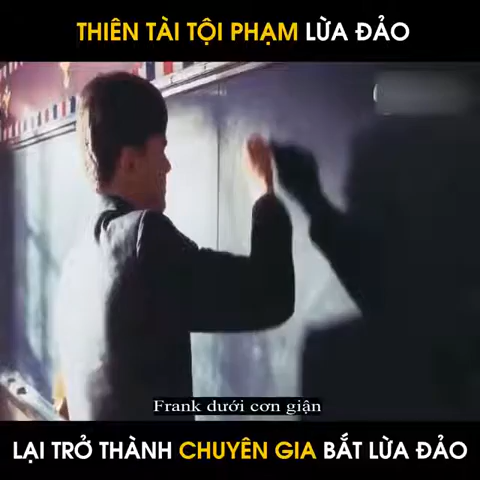 THIÊN TÀI TỘI PHẠM LỪA ĐẢO
Frank dưới cơn giận
LẠI TRỞ THÀNH CHUYÊN GIA BẮT LỪA ĐẢO